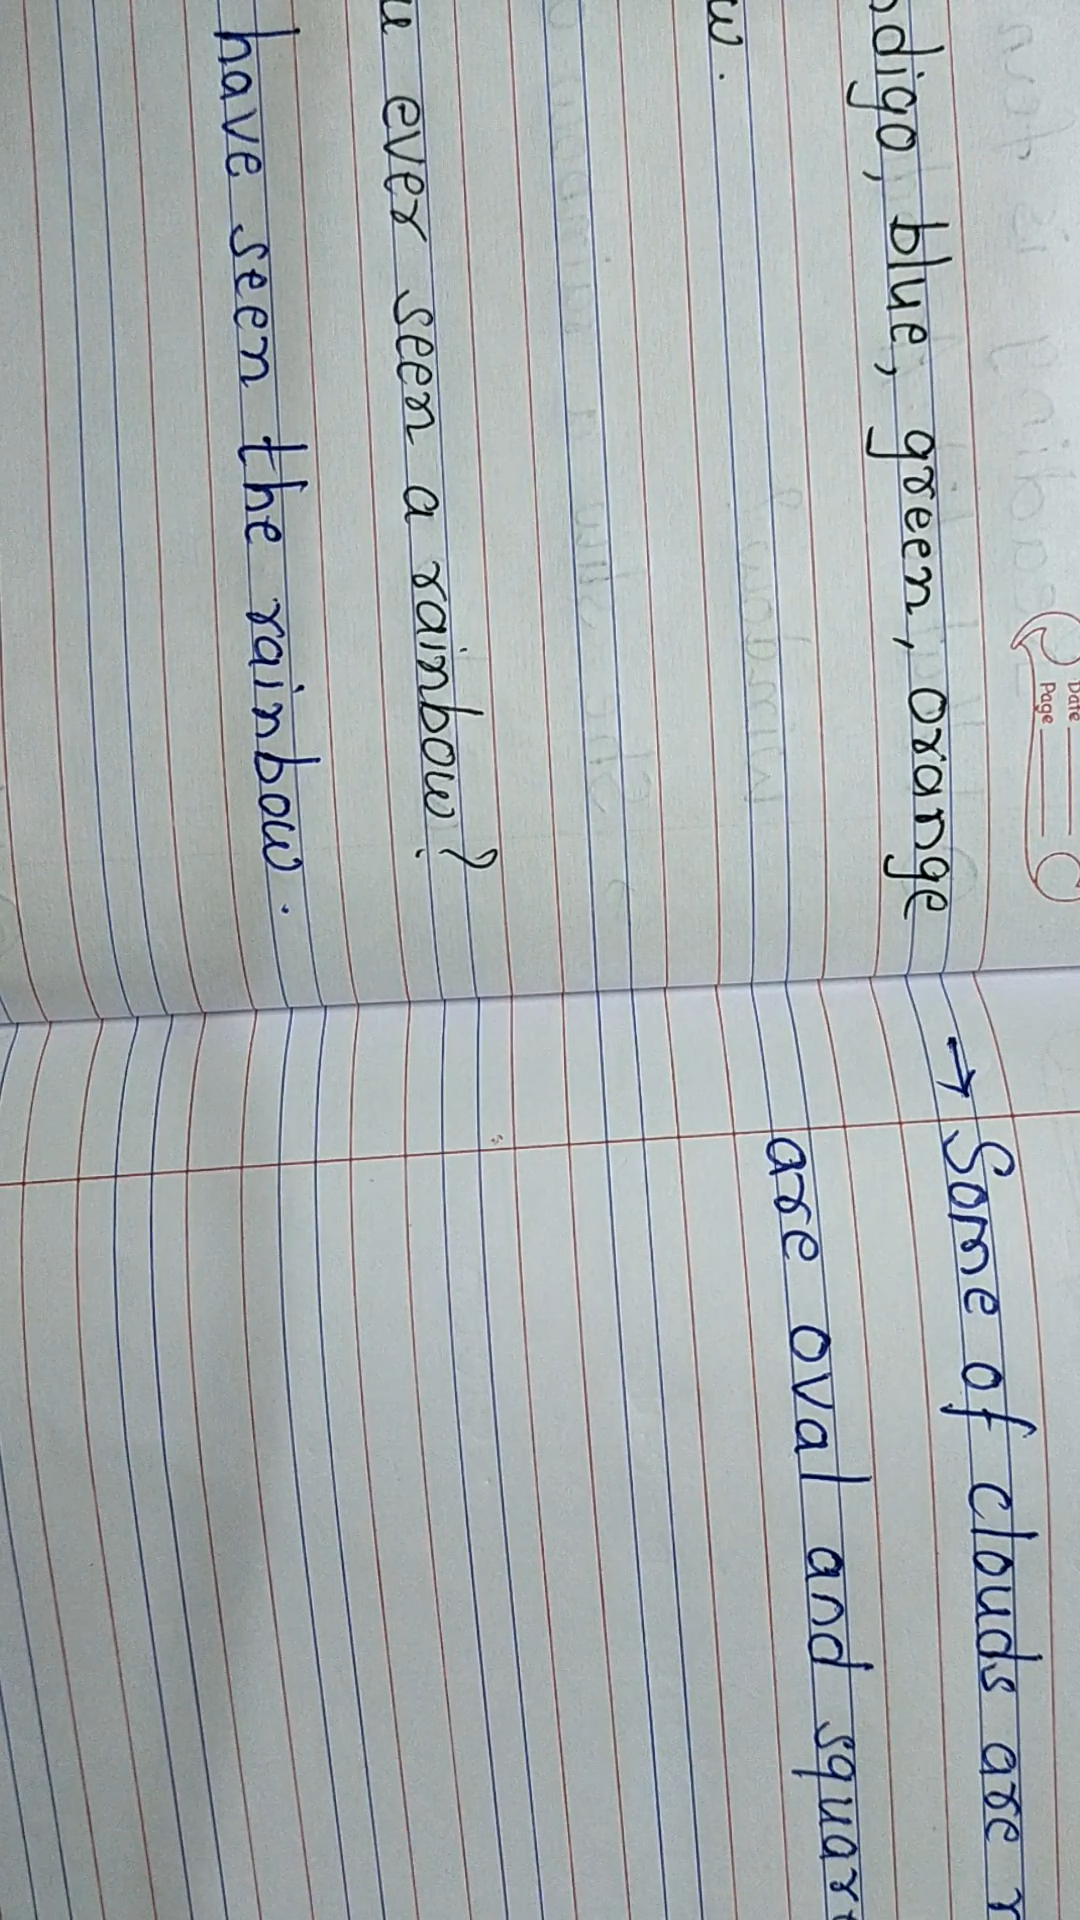 Date
Page
digo, blue, green, orange
w.
u ever seen a rainbow?
have seen the rainbow.
→ Some of clouds are r
are oval and squar